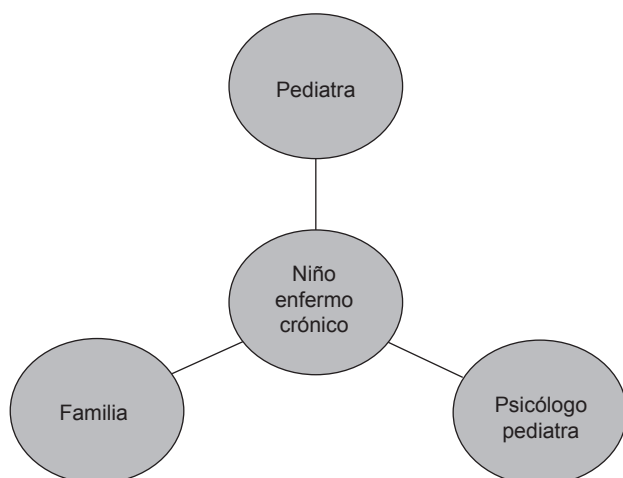 Pediatra
Niño
enfermo
crónico
Familia
Psicólogo
pediatra